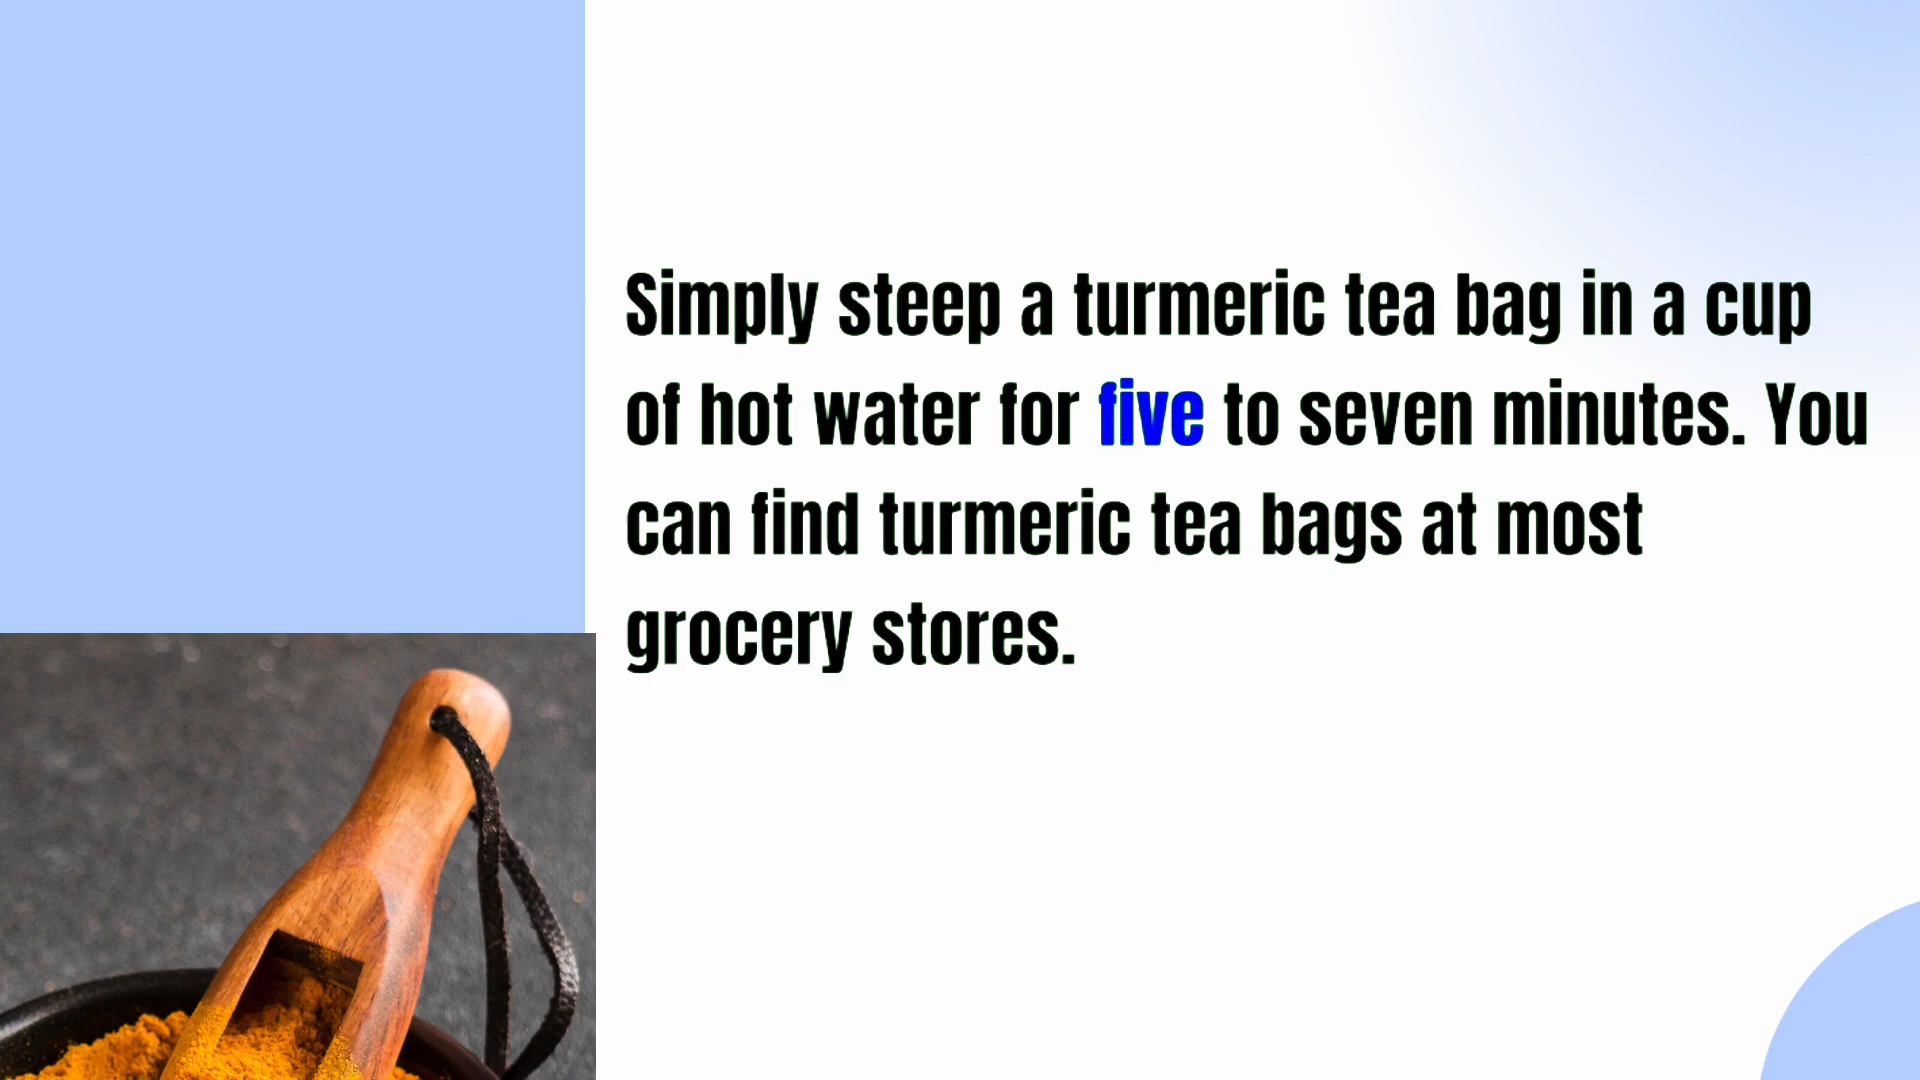 Simply steep a turmeric tea bag in a cup
of hot water for five to seven minutes. You
can find turmeric tea bags at most
grocery stores.